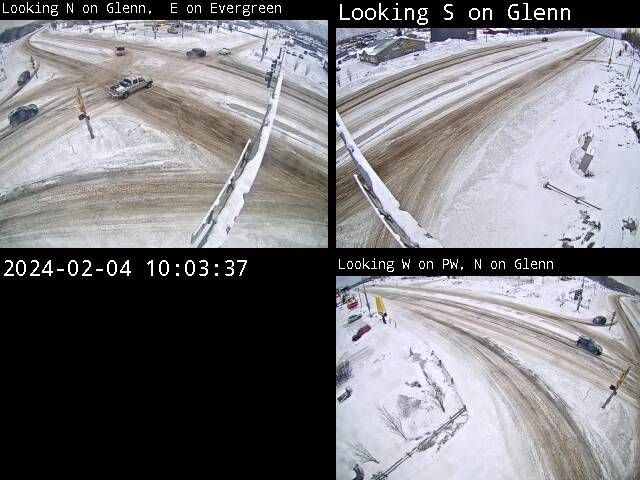 Looking N on Glenn,  E on Evergreen
Looking S on Glenn
2024-02-04 10:03:37
Looking W on PW, N on Glenn